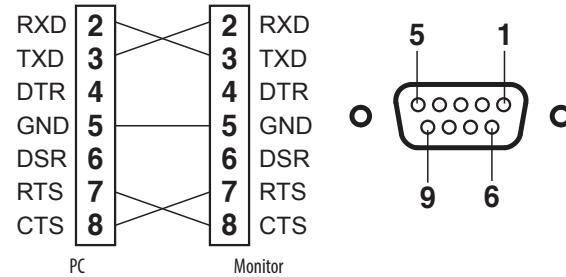 RXD 2 2 RXD
TXD 3 3 TXD
DTR 4 4 DTR
GND 5 5 GND
DSR 6 6 DSR
RTS 7 7 RTS
CTS 8 8 CTS
PC Monitor
5 1
9 6